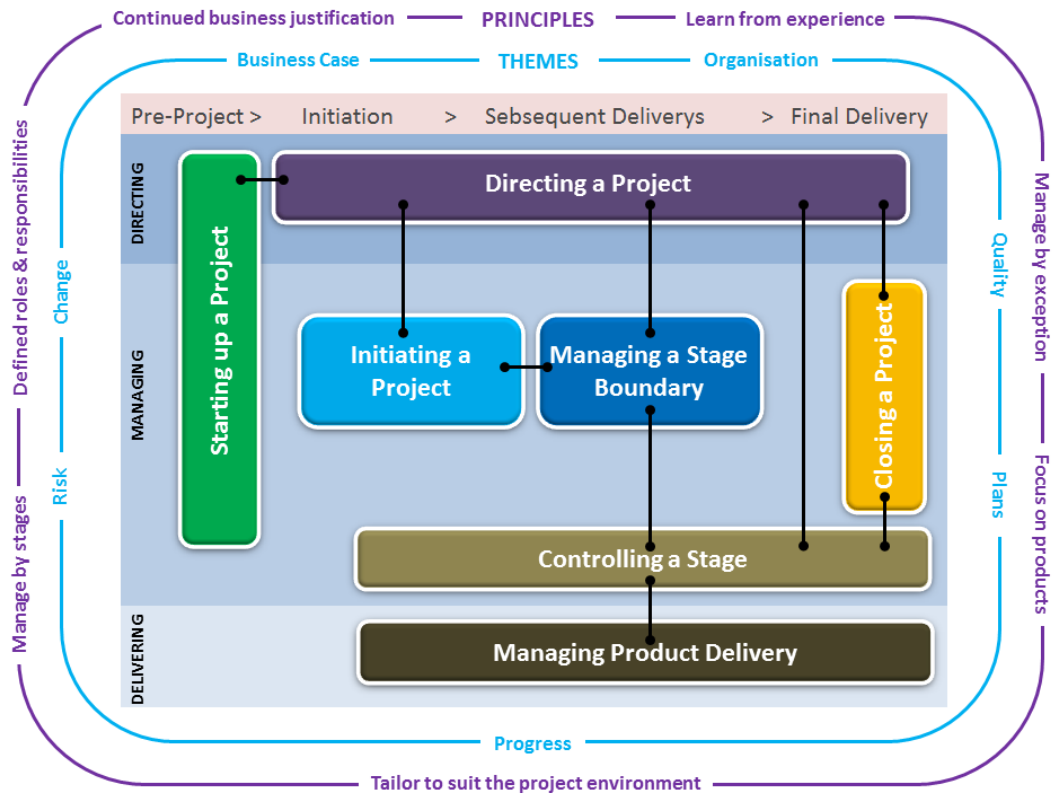 Continued business justification
PRINCIPLES
Learn from experience
Business Case
THEMES
Organisation
Pre-Project > Initiation > Sebsequent Deliverys > Final Delivery
DIRECTING
Directing a Project
Starting up a Project
MANAGING
Initiating a
Project
Managing a Stage
Boundary
Closing a Project
Controlling a Stage
DELIVERING
Managing Product Delivery
Defined roles & responsibilities
Manage by stages
Change
Risk
Quality
Plans
Manage by exception
Focus on products
Progress
Tailor to suit the project environment